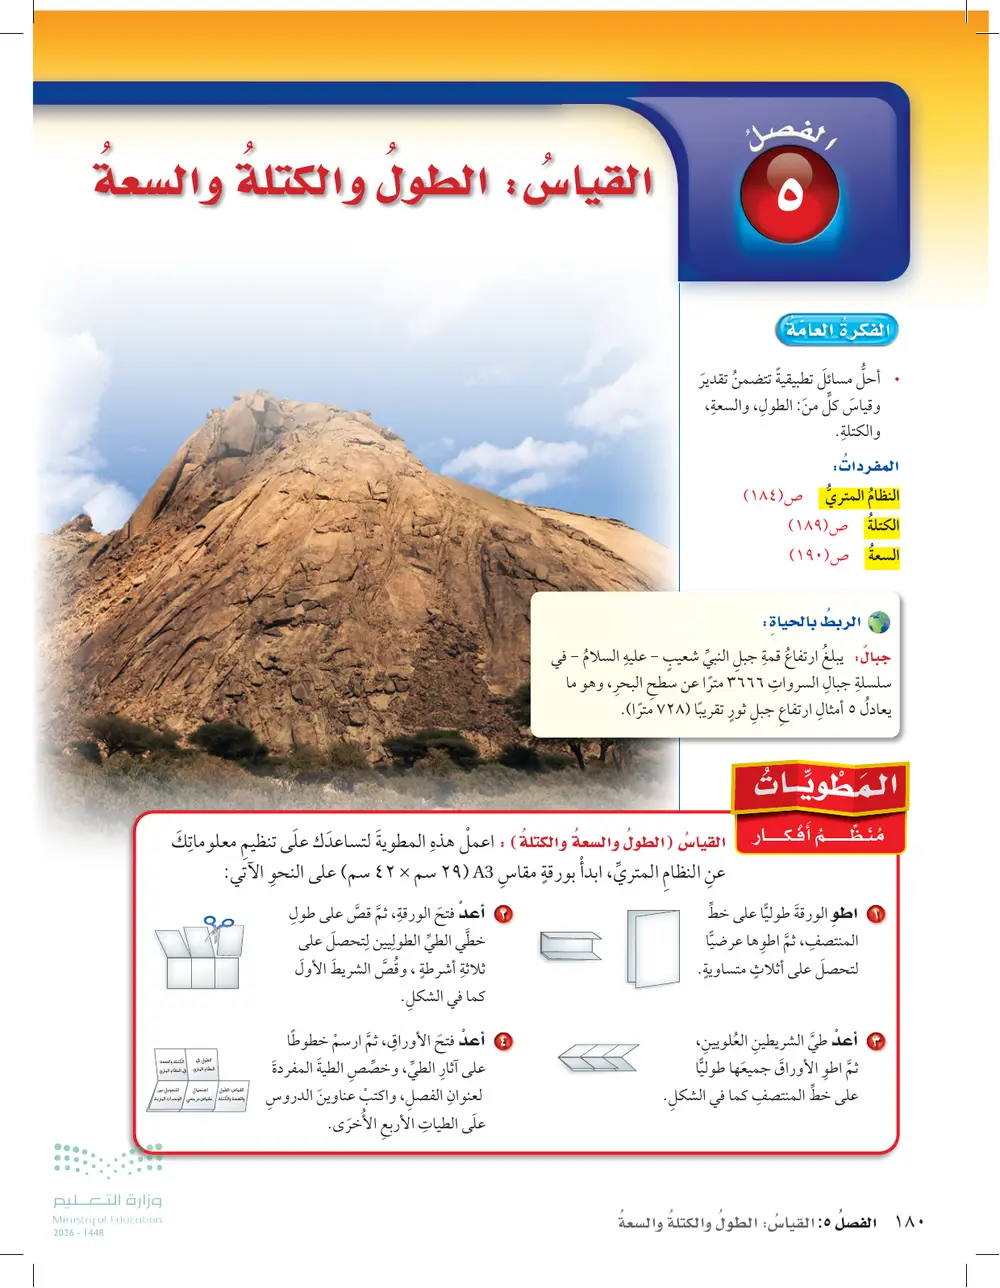 الفصلُ
٥
القياسُ: الطولُ والكتلةُ والسعةُ
الفكرةُ العامةُ
• أحلُّ مسائلَ تطبيقيةً تتضمنُ تقديرَ
وقياسَ كلٍّ منَ: الطولِ، والسعةِ،
والكتلةِ.
المفرداتُ:
النظامُ المتريُّ ص(١٨٤)
الكتلةُ ص(١٨٩)
السعةُ ص(١٩٠)
الربطُ بالحياةِ:
جبالٌ: يبلغُ ارتفاعُ قمةِ جبلِ النبيِّ شعيبٍ – عليهِ السلامُ – في
سلسلةِ جبالِ السرواتِ ٣٦٦٦ مترًا عن سطحِ البحرِ، وهو ما
يعادلُ ٥ أمثالِ ارتفاعِ جبلِ ثورٍ تقريبًا (٧٢٨ مترًا).
المَطْويَّاتُ
مُنَظِّمُ أَفْكار
القياسُ (الطولُ والسعةُ والكتلةُ) : اعملْ هذهِ المطويةَ لتساعدَك علَى تنظيمِ معلوماتِكَ
عنِ النظامِ المتريِّ، ابدأْ بورقةٍ مقاسِ A3 (٢٩ سم × ٤٢ سم) على النحوِ الآتي:
١ اطوِ الورقةَ طوليًّا على خطِّ
المنتصفِ، ثمَّ اطوِها عرضيًّا
لتحصلَ على أثلاثٍ متساويةٍ.
٢ أعدْ فتحَ الورقةِ، ثمَّ قصَّ على طولِ
خطَّي الطيِّ الطوليين لتحصلَ على
ثلاثةِ أشرطةٍ ، وقُصَّ الشريطَ الأولَ
كما في الشكلِ.
٣ أعدْ طيَّ الشريطينِ العُلويينِ،
ثمَّ اطوِ الأوراقَ جميعَها طوليًّا
على خطِّ المنتصفِ كما في الشكلِ.
٤ أعدْ فتحَ الأوراقِ، ثمَّ ارسمْ خطوطًا
على آثارِ الطيِّ، وخصِّصِ الطيةَ المفردةَ
لعنوانِ الفصلِ، واكتبْ عناوينَ الدروسِ
علَى الطياتِ الأربعِ الأُخرَى.
وزارة التعليم
Ministry of Education
2026 - 1448
١٨٠ الفصلُ ٥: القياسُ: الطولُ والكتلةُ والسعةُ